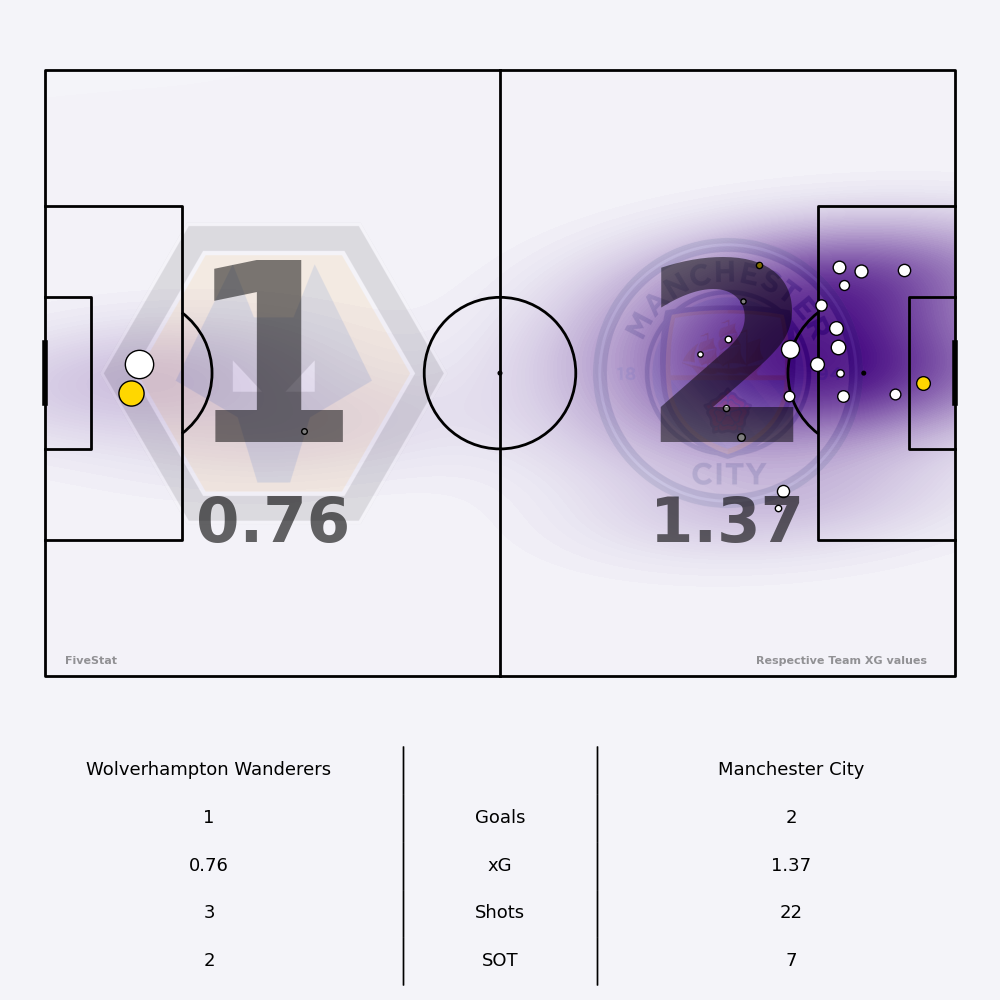 MANCHESTER
1
2
18
CITY
0.76
1.37
FiveStat
Respective Team XG values
Wolverhampton Wanderers
Manchester City
1
Goals
2
0.76
xG
1.37
3
Shots
22
2
SOT
7